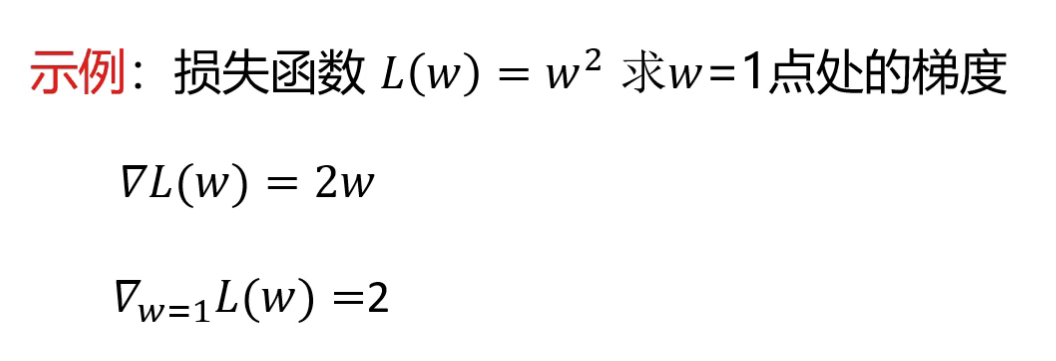 示例：损失函数 L(w) = w² 求w=1点处的梯度
∇L(w) = 2w
∇w=1L(w) =2